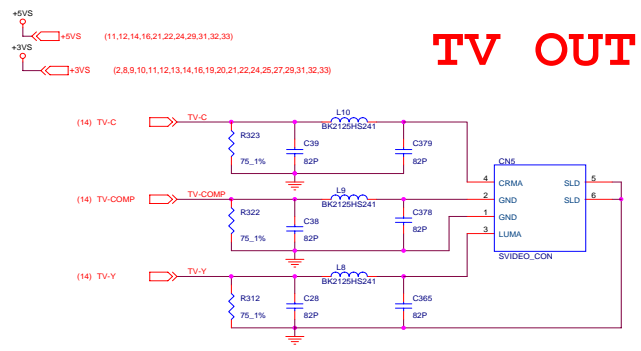 +5VS
+5VS (11,12,14,16,21,22,24,29,31,32,33)
TV OUT
+3VS
+3VS (2,8,9,10,11,12,13,14,16,19,20,21,22,24,25,27,29,31,32,33)
(14) TV-C
TV-C
L10
BK2125HS241
R323
75_1%
C39
82P
C379
82P
CN5
4 CRMA SLD 5
2 GND SLD 6
1 GND
3 LUMA
SVIDEO_CON
(14) TV-COMP
TV-COMP
L9
BK2125HS241
R322
75_1%
C38
82P
C378
82P
(14) TV-Y
TV-Y
L8
BK2125HS241
R312
75_1%
C28
82P
C365
82P